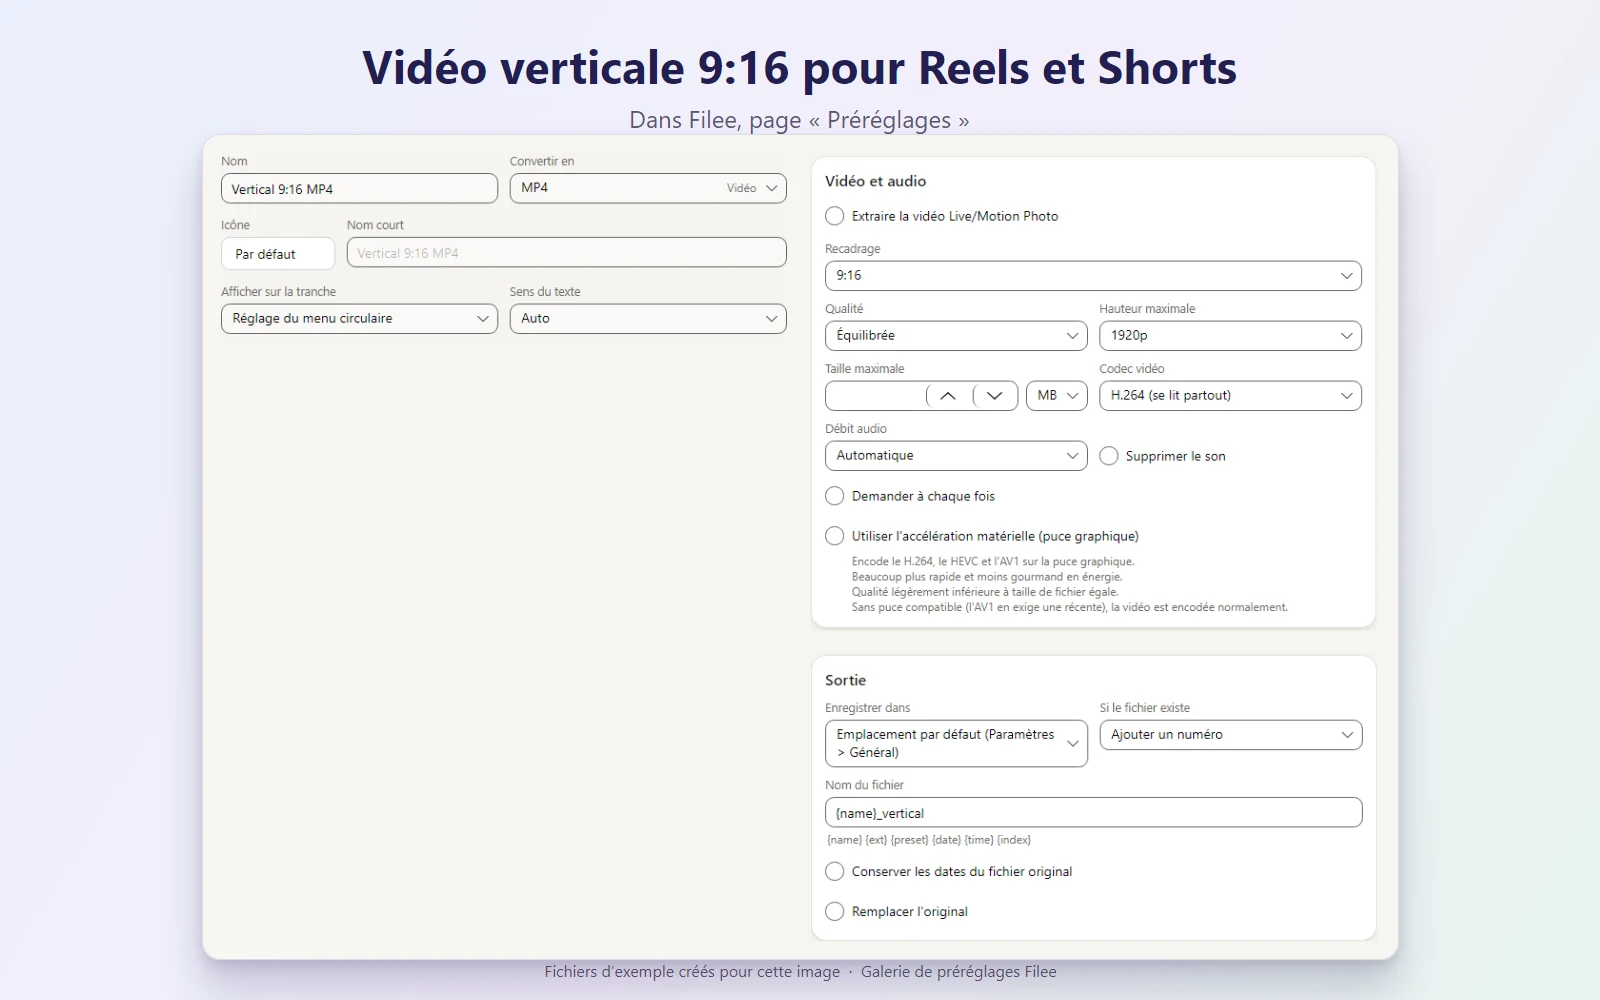 Vidéo verticale 9:16 pour Reels et Shorts
Dans Filee, page « Préréglages »
Nom
Vertical 9:16 MP4
Convertir en
MP4
Vidéo
Icône
Par défaut
Nom court
Vertical 9:16 MP4
Afficher sur la tranche
Réglage du menu circulaire
Sens du texte
Auto
Vidéo et audio
Extraire la vidéo Live/Motion Photo
Recadrage
9:16
Qualité
Équilibrée
Hauteur maximale
1920p
Taille maximale
MB
Codec vidéo
H.264 (se lit partout)
Débit audio
Automatique
Supprimer le son
Demander à chaque fois
Utiliser l'accélération matérielle (puce graphique)
Encode le H.264, le HEVC et l'AV1 sur la puce graphique.
Beaucoup plus rapide et moins gourmand en énergie.
Qualité légèrement inférieure à taille de fichier égale.
Sans puce compatible (l'AV1 en exige une récente), la vidéo est encodée normalement.
Sortie
Enregistrer dans
Emplacement par défaut (Paramètres
> Général)
Si le fichier existe
Ajouter un numéro
Nom du fichier
{name}_vertical
{name} {ext} {preset} {date} {time} {index}
Conserver les dates du fichier original
Remplacer l'original
Fichiers d'exemple créés pour cette image · Galerie de préréglages Filee